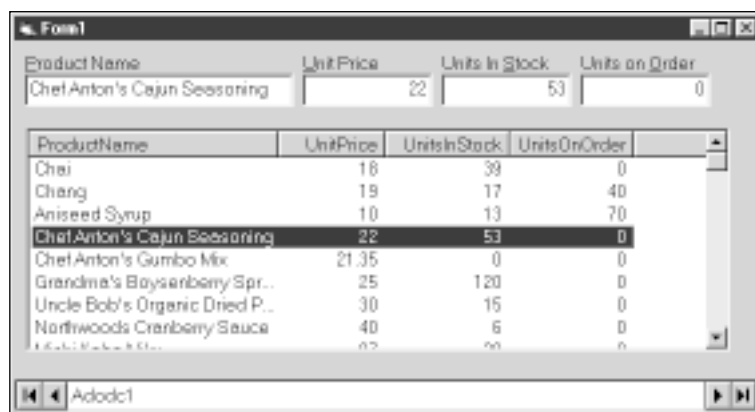 Form1
Product Name Unit Price Units In Stock Units on Order
Chef Anton's Cajun Seasoning 22 53 0
ProductName UnitPrice UnitsInStock UnitsOnOrder
Chai 18 39 0
Chang 19 17 40
Aniseed Syrup 10 13 70
Chef Anton's Cajun Seasoning 22 53 0
Chef Anton's Gumbo Mix 21.35 0 0
Grandma's Boysenberry Spr... 25 120 0
Uncle Bob's Organic Dried P... 30 15 0
Northwoods Cranberry Sauce 40 6 0
Adodc1